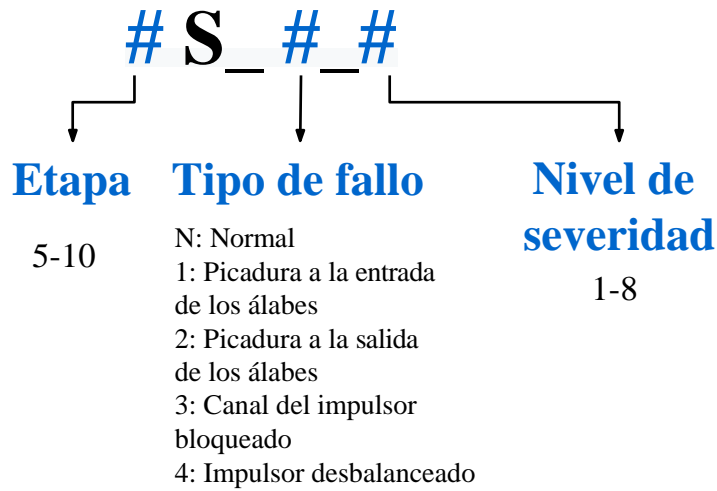 # S_ #_#
Etapa
5-10
Tipo de fallo
N: Normal
1: Picadura a la entrada
de los álabes
2: Picadura a la salida
de los álabes
3: Canal del impulsor
bloqueado
4: Impulsor desbalanceado
Nivel de
severidad
1-8